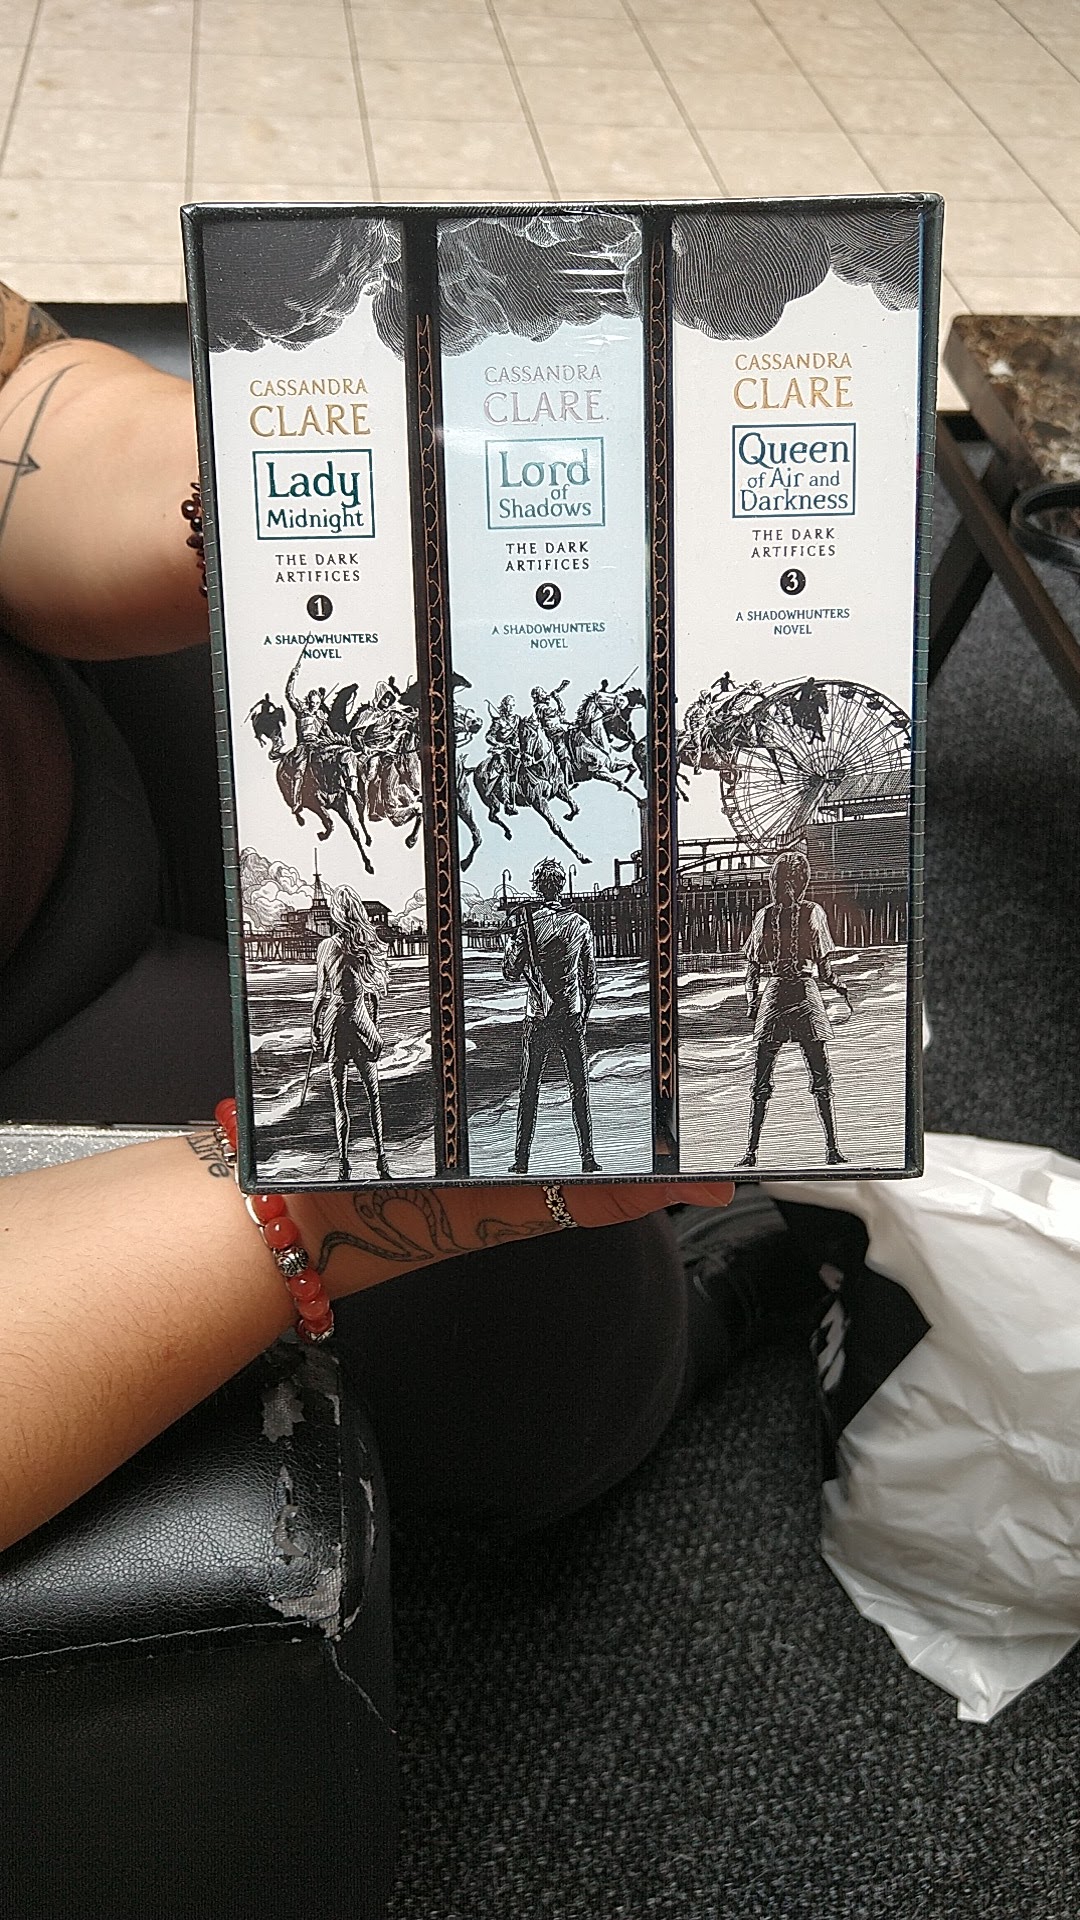 CASSANDRA
CLARE
Lady
Midnight
THE DARK
ARTIFICES
1
A SHADOWHUNTERS
NOVEL
CASSANDRA
CLARE
Lord
of
Shadows
THE DARK
ARTIFICES
2
A SHADOWHUNTERS
NOVEL
CASSANDRA
CLARE
Queen
of Air and
Darkness
THE DARK
ARTIFICES
3
A SHADOWHUNTERS
NOVEL